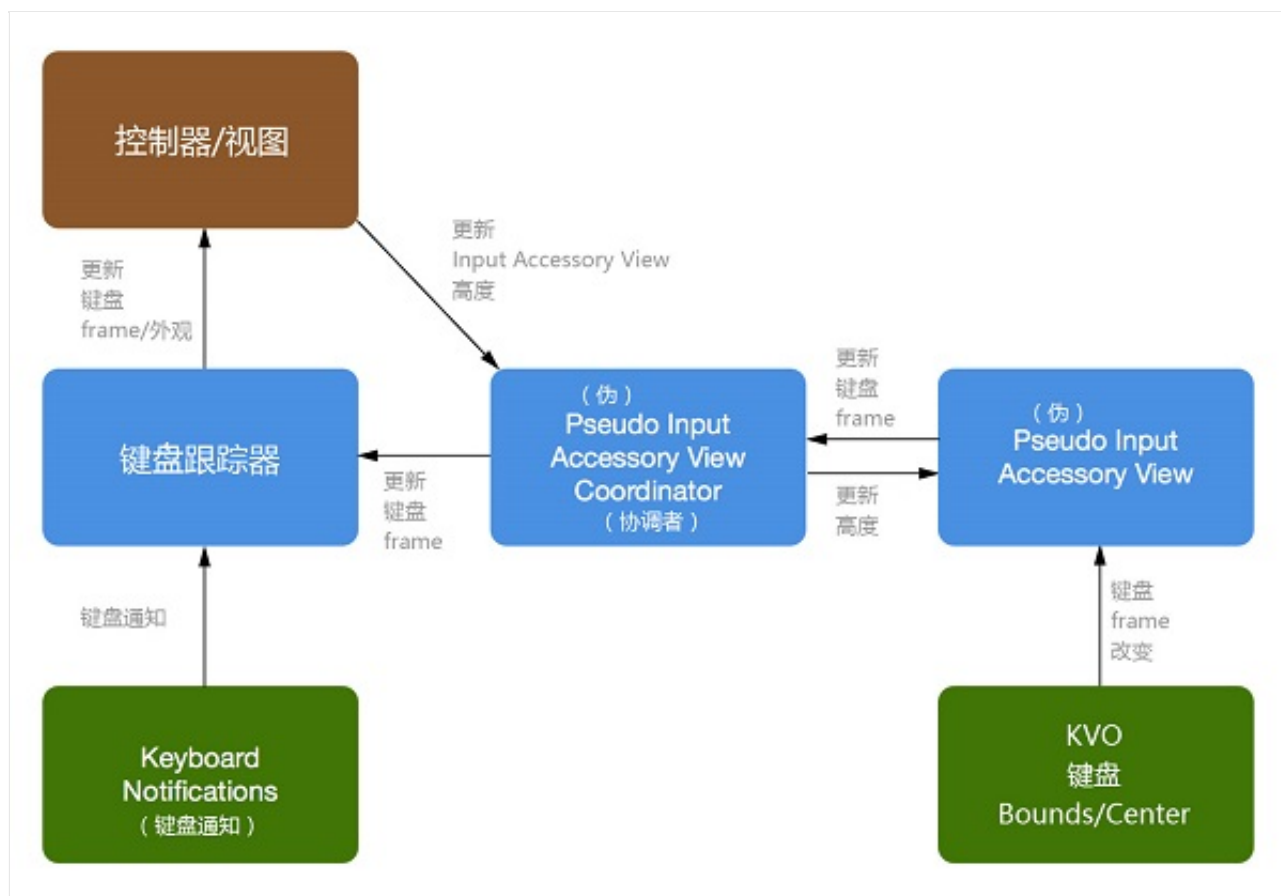 控制器/视图
更新
键盘
frame/外观
更新
Input Accessory View
高度
键盘跟踪器
更新
键盘
frame
（伪）
Pseudo Input
Accessory View
Coordinator
（协调者）
更新
键盘
frame
更新
高度
（伪）
Pseudo Input
Accessory View
键盘通知
键盘
frame
改变
Keyboard
Notifications
（键盘通知）
KVO
键盘
Bounds/Center